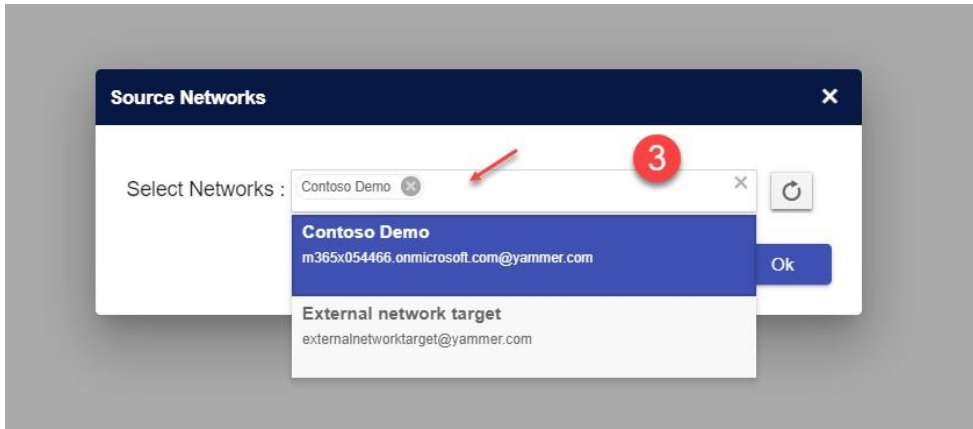 Source Networks
3
Select Networks : Contoso Demo
Contoso Demo
m365x054466.onmicrosoft.com@yammer.com
Ok
External network target
externalnetworktarget@yammer.com